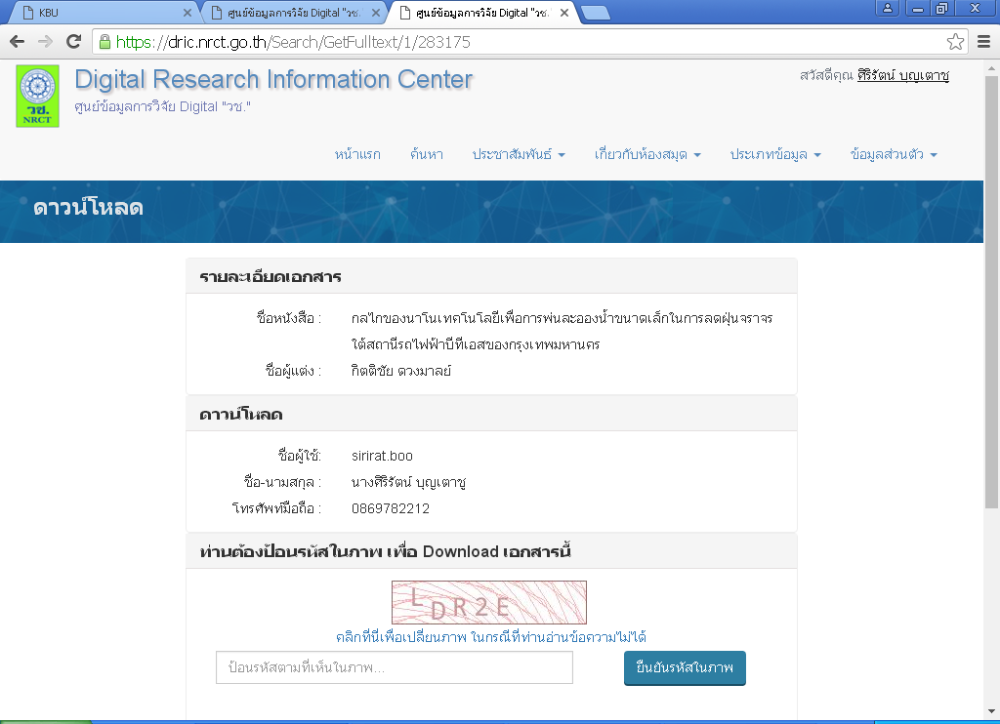 KBU
ศูนย์ข้อมูลการวิจัย Digital "วช.
ศูนย์ข้อมูลการวิจัย Digital "วช.
https://dric.nrct.go.th/Search/GetFulltext/1/283175
วช.
NRCT
Digital Research Information Center
ศูนย์ข้อมูลการวิจัย Digital "วช."
สวัสดีคุณ ศิริรัตน์ บุญเตาชู
หน้าแรก ค้นหา ประชาสัมพันธ์ เกี่ยวกับห้องสมุด ประเภทข้อมูล ข้อมูลส่วนตัว
ดาวน์โหลด
รายละเอียดเอกสาร
ชื่อหนังสือ : กลไกของนาโนเทคโนโลยีเพื่อการพ่นละอองน้ำขนาดเล็กในการลดฝุ่นจราจร
ใต้สถานีรถไฟฟ้าบีทีเอสของกรุงเทพมหานคร
ชื่อผู้แต่ง : กิตติชัย ดวงมาลย์
ดาวน์โหลด
ชื่อผู้ใช้: sirirat.boo
ชื่อ-นามสกุล : นางศิริรัตน์ บุญเตาชู
โทรศัพท์มือถือ : 0869782212
ท่านต้องป้อนรหัสในภาพ เพื่อ Download เอกสารนี้
LDR2E
คลิกที่นี่เพื่อเปลี่ยนภาพ ในกรณีที่ท่านอ่านข้อความไม่ได้
ป้อนรหัสตามที่เห็นในภาพ... ยืนยันรหัสในภาพ